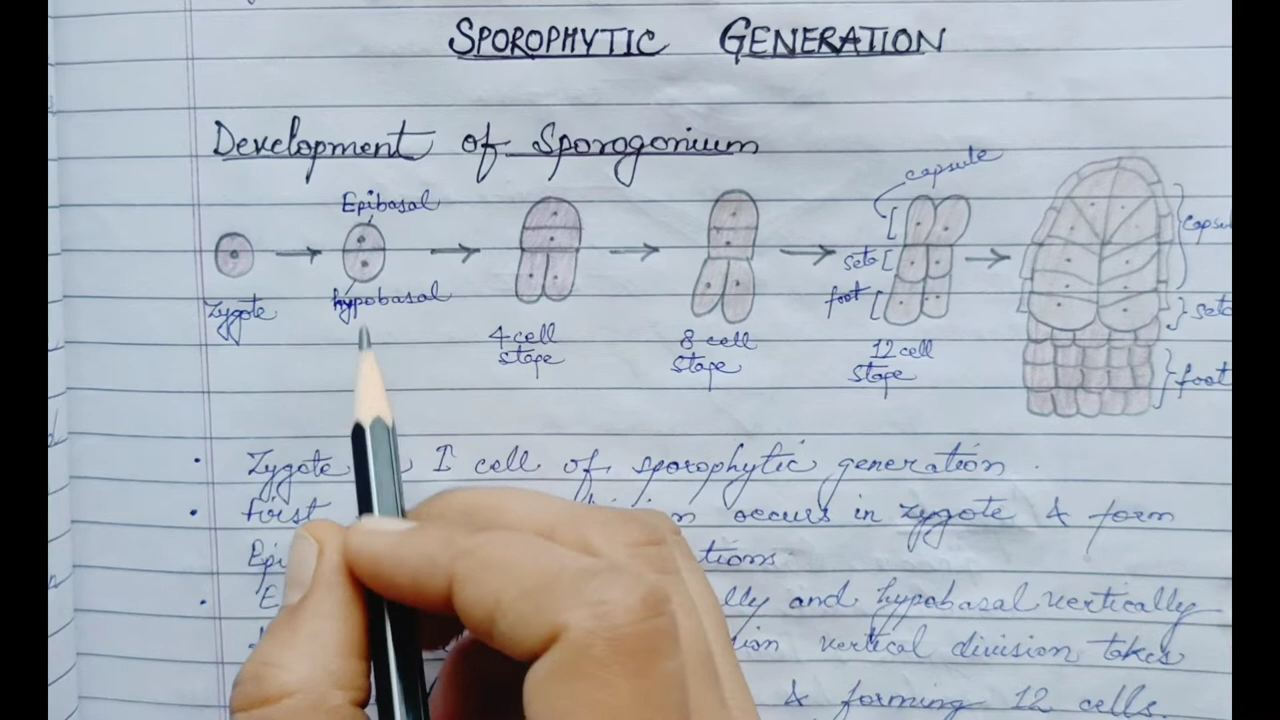 SPOROPHYTIC GENERATION
Development of Sporogonium
capsule
Epibasal
capsu
seta
foot
hypobasal
zygote
seta
4 cell
stage
8 cell
stage
12 cell
stage
foot
• Zygote I cell of sporophytic generation.
• first occurs in zygote & form
Epi tions.
• E lly and hypobasal vertically
ion vertical division takes
& forming 12 cells.